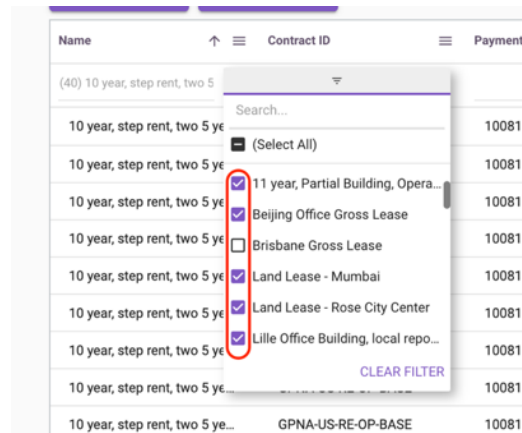 Name Contract ID Payment
(40) 10 year, step rent, two 5
Search...
10 year, step rent, two 5 ye 10081
(Select All)
10 year, step rent, two 5 ye 10081
11 year, Partial Building, Opera...
10 year, step rent, two 5 ye 10081
Beijing Office Gross Lease
10 year, step rent, two 5 ye 10081
Brisbane Gross Lease
10 year, step rent, two 5 ye 10081
Land Lease - Mumbai
10 year, step rent, two 5 ye 10081
Land Lease - Rose City Center
10 year, step rent, two 5 ye 10081
Lille Office Building, local repo...
CLEAR FILTER
10 year, step rent, two 5 ye... GPNA-US-RE-OP-BASE 10081
10 year, step rent, two 5 ye... GPNA-US-RE-OP-BASE 10081